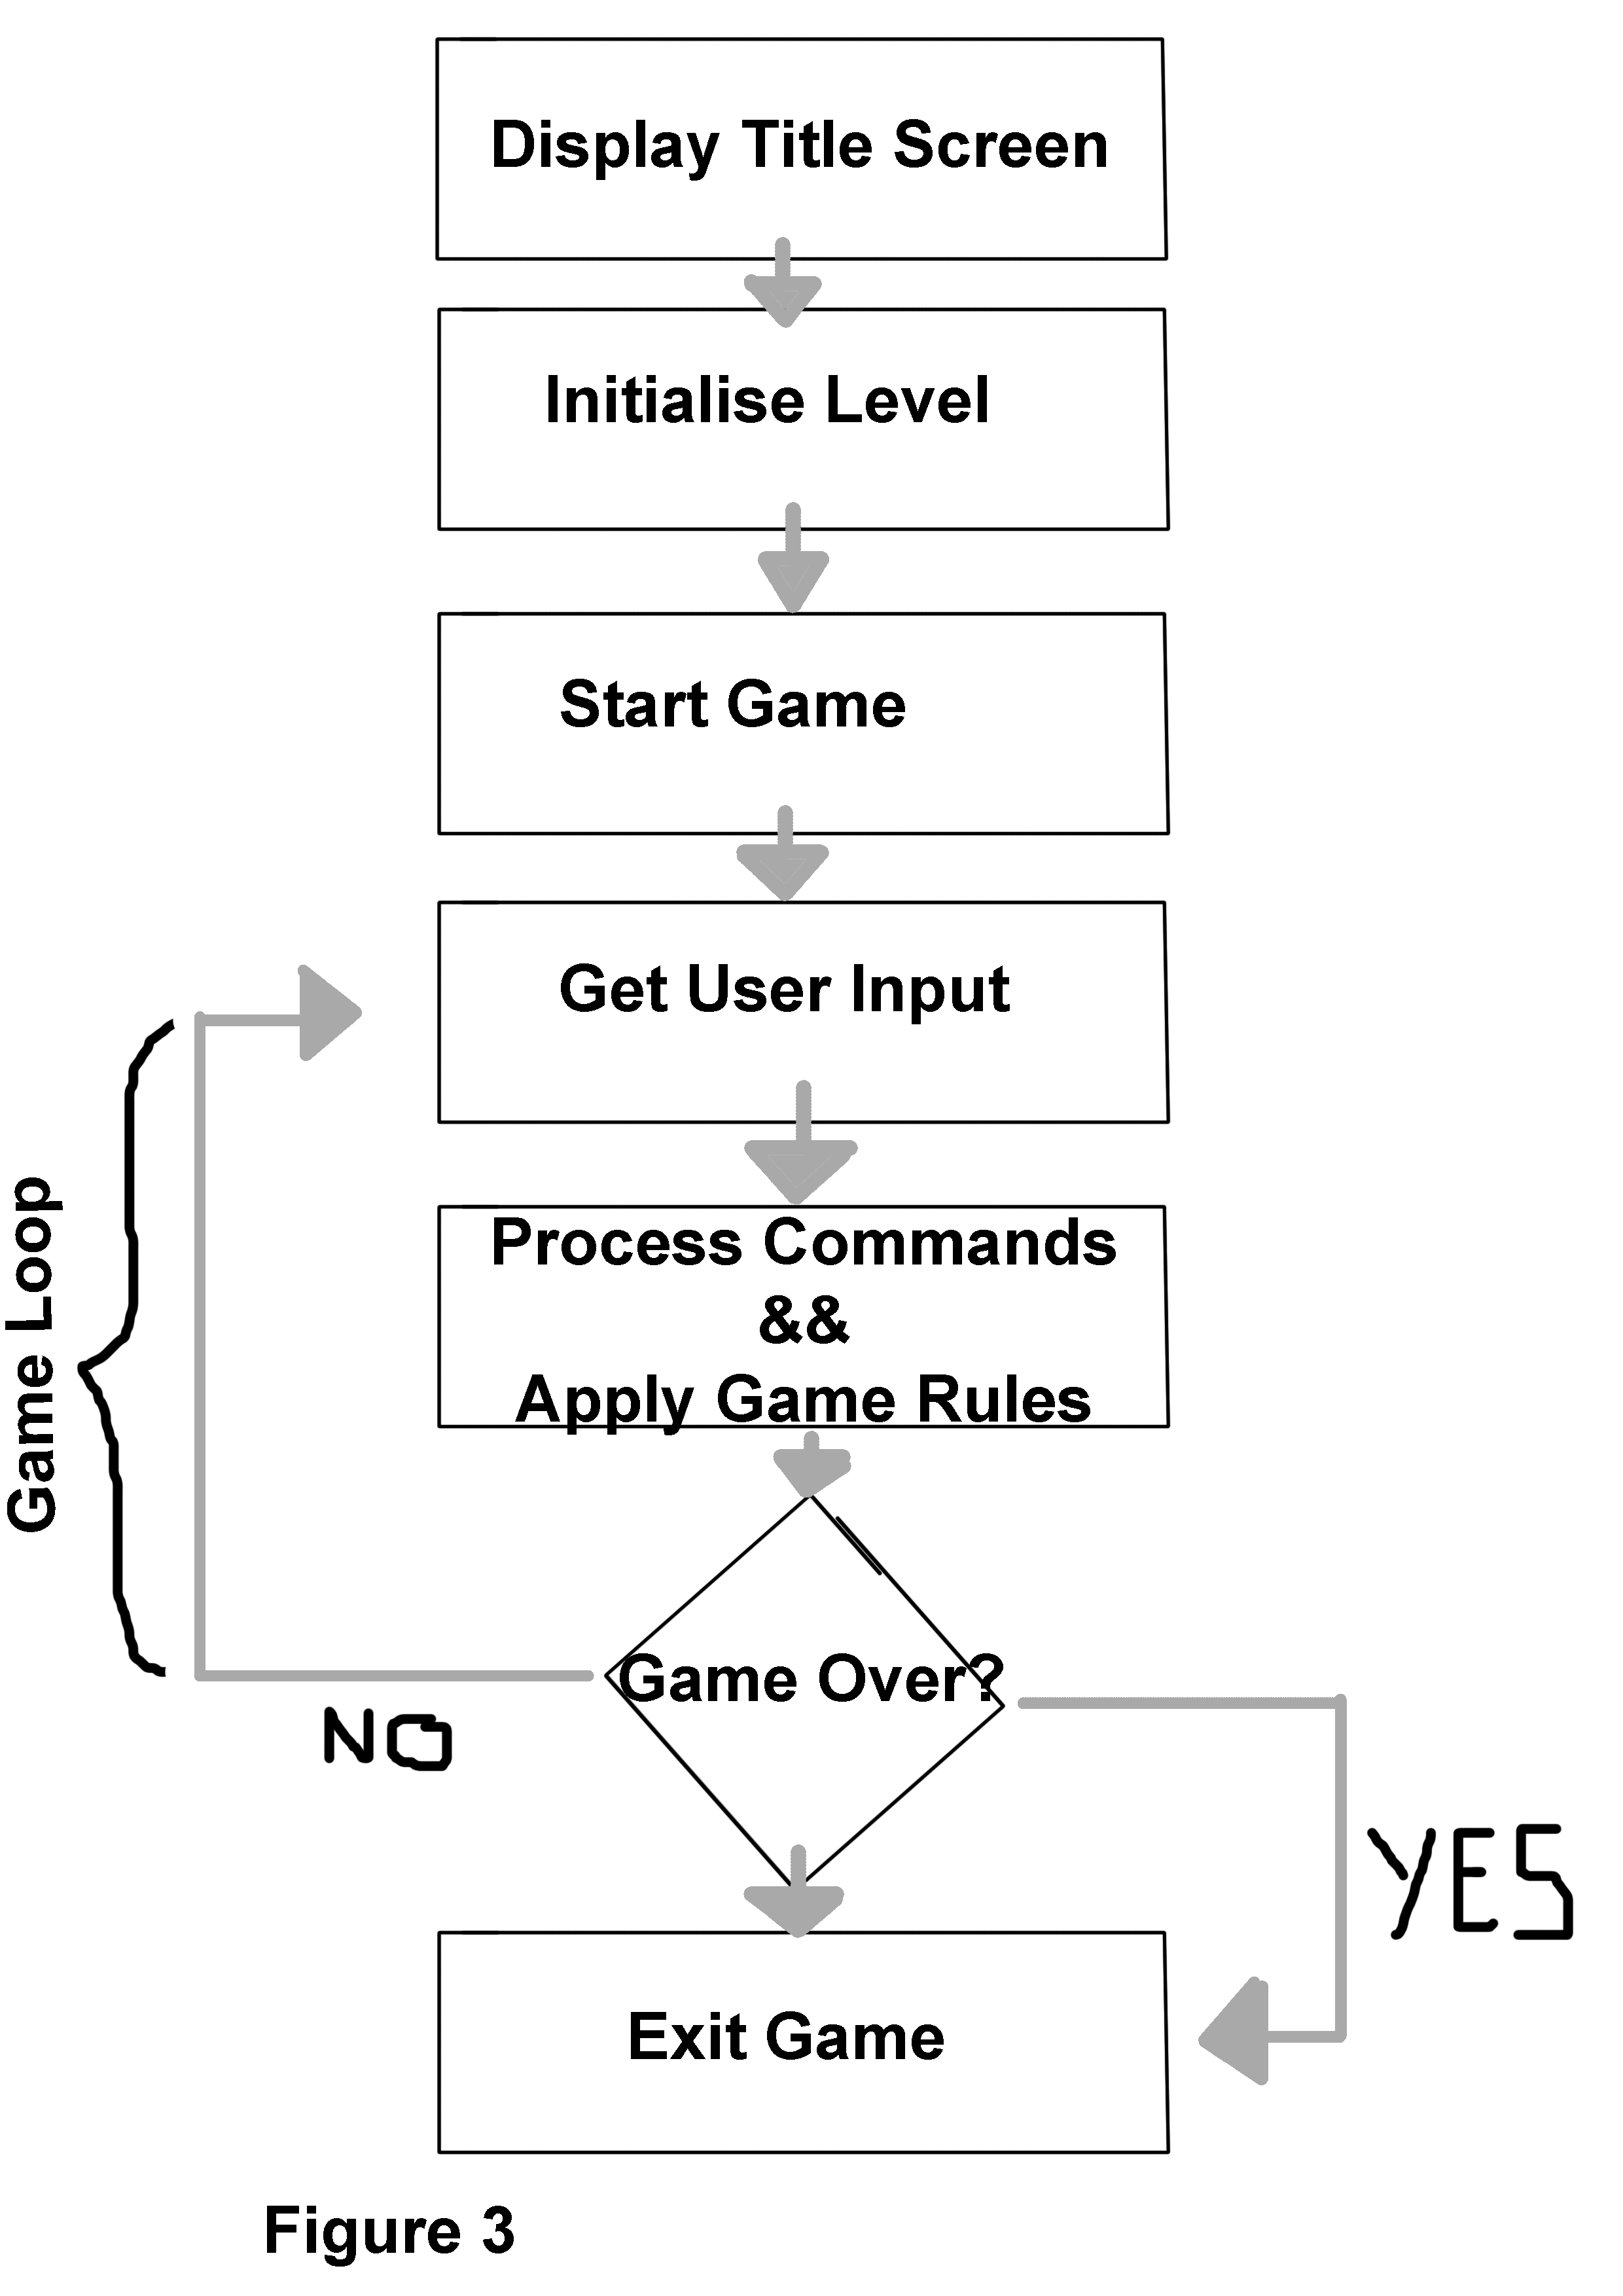 Display Title Screen
Initialise Level
Start Game
Get User Input
Game Loop
Process Commands
&&
Apply Game Rules
Game Over?
NO
YES
Exit Game
Figure 3